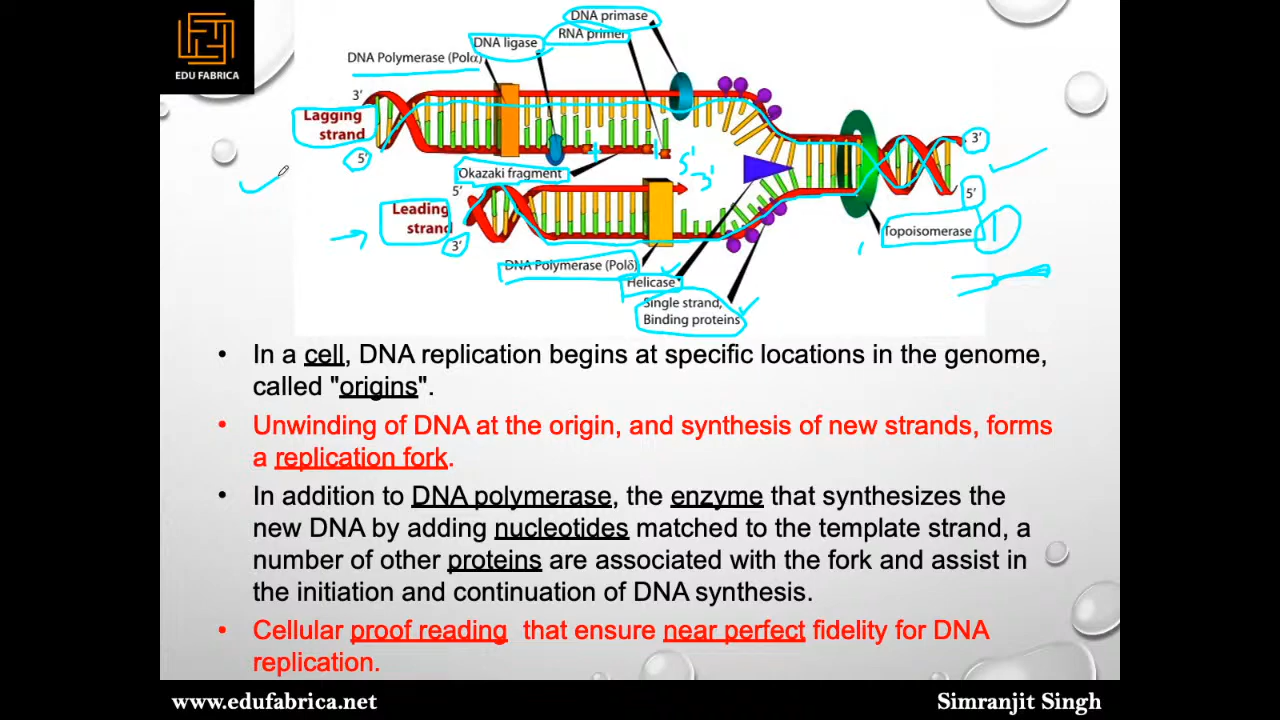 EDU FABRICA
DNA primase
RNA primer
DNA ligase
DNA Polymerase (Polα)
3'
Lagging
strand
5'
3'
5'
5'
3'
Okazaki fragment
5'
Leading
strand
3'
Topoisomerase
DNA Polymerase (Polδ)
Helicase
Single strand,
Binding proteins
• In a cell, DNA replication begins at specific locations in the genome,
called "origins".
• Unwinding of DNA at the origin, and synthesis of new strands, forms
a replication fork.
• In addition to DNA polymerase, the enzyme that synthesizes the
new DNA by adding nucleotides matched to the template strand, a
number of other proteins are associated with the fork and assist in
the initiation and continuation of DNA synthesis.
• Cellular proof reading that ensure near perfect fidelity for DNA
replication.
www.edufabrica.net
Simranjit Singh